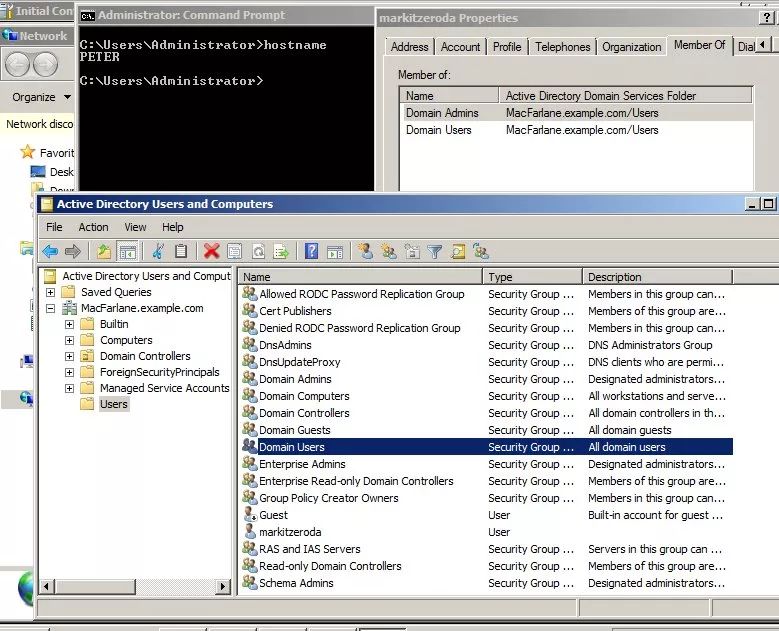 Initial Con
Administrator: Command Prompt
markitzeroda Properties
Network
C:\Users\Administrator>hostname
PETER
C:\Users\Administrator>
Address Account Profile Telephones Organization Member Of Dial
Member of:
Name Active Directory Domain Services Folder
Domain Admins MacFarlane.example.com/Users
Domain Users MacFarlane.example.com/Users
Organize
Network disco
Favorit
Desk
Active Directory Users and Computers
File Action View Help
Active Directory Users and Comput
Saved Queries
MacFarlane.example.com
Builtin
Computers
Domain Controllers
ForeignSecurityPrincipals
Managed Service Accounts
Users
Name Type Description
Allowed RODC Password Replication Group Security Group ... Members in this group can...
Cert Publishers Security Group ... Members of this group are...
Denied RODC Password Replication Group Security Group ... Members in this group can...
DnsAdmins Security Group ... DNS Administrators Group
DnsUpdateProxy Security Group ... DNS clients who are permi...
Domain Admins Security Group ... Designated administrators...
Domain Computers Security Group ... All workstations and serve...
Domain Controllers Security Group ... All domain controllers in th...
Domain Guests Security Group ... All domain guests
Domain Users Security Group ... All domain users
Enterprise Admins Security Group ... Designated administrators...
Enterprise Read-only Domain Controllers Security Group ... Members of this group are...
Group Policy Creator Owners Security Group ... Members in this group can...
Guest User Built-in account for guest ...
markitzeroda User
RAS and IAS Servers Security Group ... Servers in this group can ...
Read-only Domain Controllers Security Group ... Members of this group are...
Schema Admins Security Group ... Designated administrators...